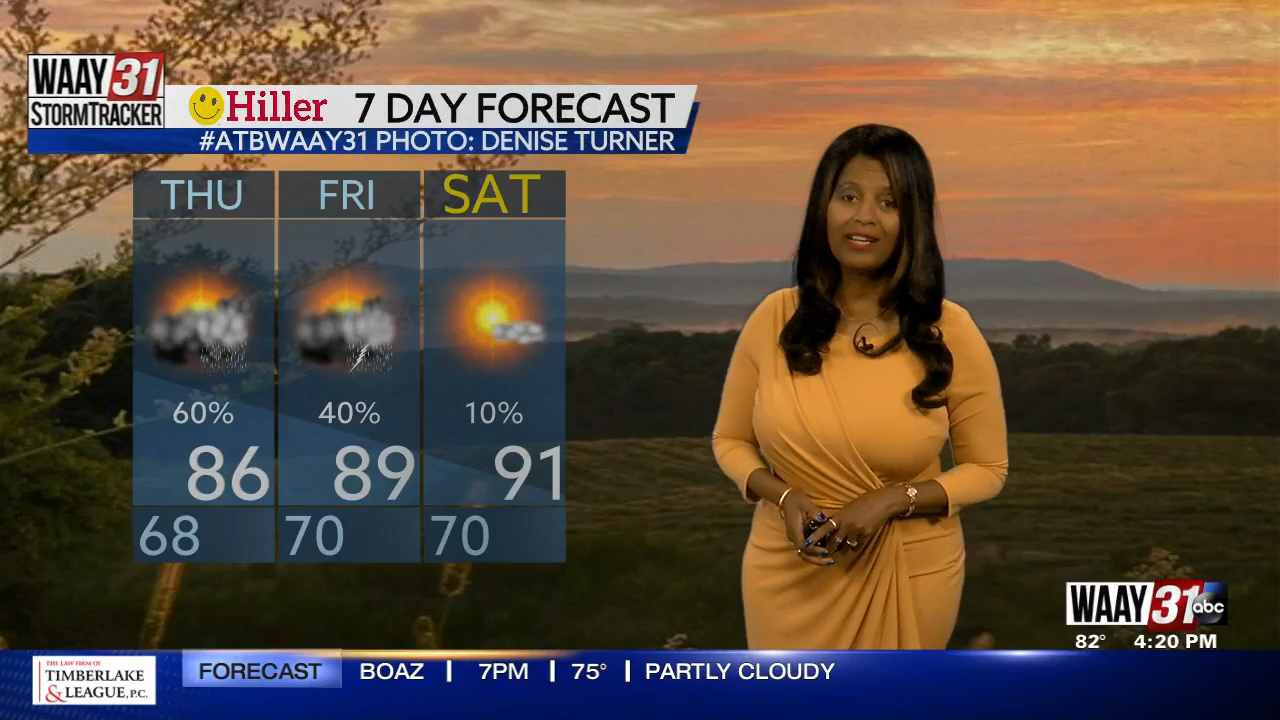 WAAY 31
STORMTRACKER
Hiller 7 DAY FORECAST
#ATBWAAY31 PHOTO: DENISE TURNER
THU FRI SAT
60% 40% 10%
86 89 91
68 70 70
WAAY 31 abc
82° 4:20 PM
THE LAW FIRM OF
TIMBERLAKE
& LEAGUE, P.C.
FORECAST BOAZ | 7PM | 75° | PARTLY CLOUDY